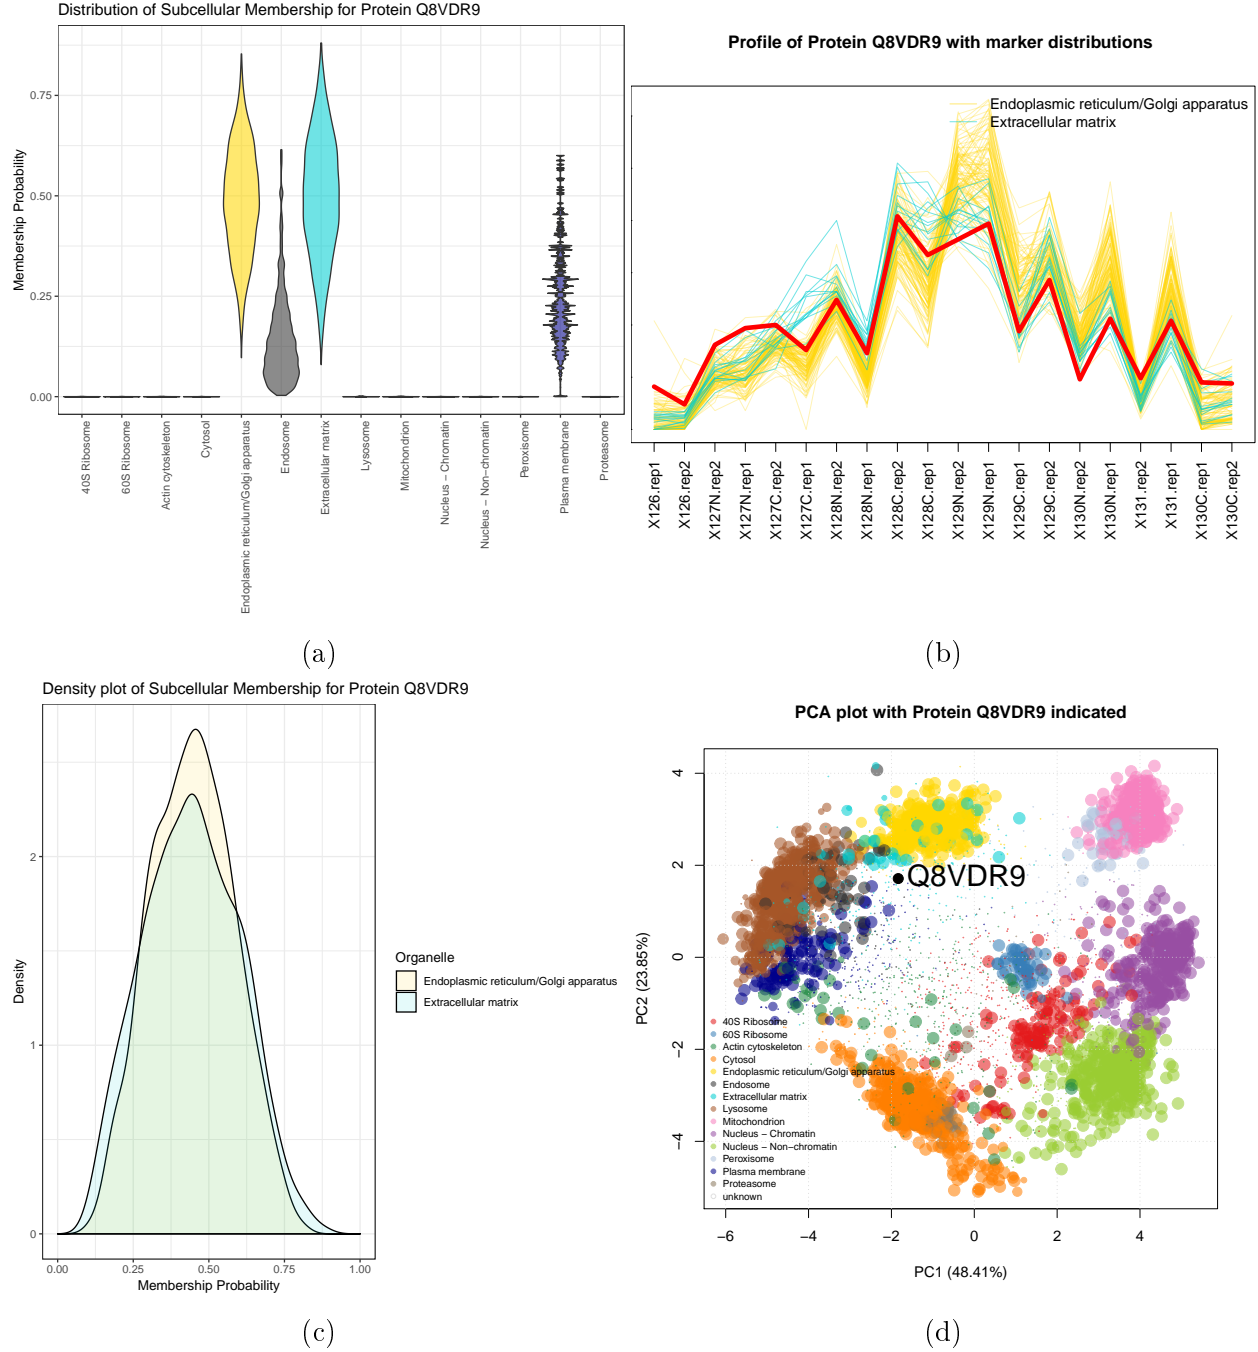 Distribution of Subcellular Membership for Protein Q8VDR9
Membership Probability
0.75
0.50
0.25
0.00
40S Ribosome
60S Ribosome
Actin cytoskeleton
Cytosol
Endoplasmic reticulum/Golgi apparatus
Endosome
Extracellular matrix
Lysosome
Mitochondrion
Nucleus − Chromatin
Nucleus − Non−chromatin
Peroxisome
Plasma membrane
Proteasome
(a)
Profile of Protein Q8VDR9 with marker distributions
Endoplasmic reticulum/Golgi apparatus
Extracellular matrix
X126.rep1
X126.rep2
X127N.rep2
X127N.rep1
X127C.rep2
X127C.rep1
X128N.rep2
X128N.rep1
X128C.rep2
X128C.rep1
X129N.rep2
X129N.rep1
X129C.rep1
X129C.rep2
X130N.rep2
X130N.rep1
X131.rep2
X131.rep1
X130C.rep1
X130C.rep2
(b)
Density plot of Subcellular Membership for Protein Q8VDR9
Density
2
1
0
0.00
0.25
0.50
0.75
1.00
Membership Probability
Organelle
Endoplasmic reticulum/Golgi apparatus
Extracellular matrix
(c)
PCA plot with Protein Q8VDR9 indicated
PC2 (23.85%)
4
2
0
−2
−4
Q8VDR9
40S Ribosome
60S Ribosome
Actin cytoskeleton
Cytosol
Endoplasmic reticulum/Golgi apparatus
Endosome
Extracellular matrix
Lysosome
Mitochondrion
Nucleus − Chromatin
Nucleus − Non−chromatin
Peroxisome
Plasma membrane
Proteasome
unknown
−6
−4
−2
0
2
4
PC1 (48.41%)
(d)